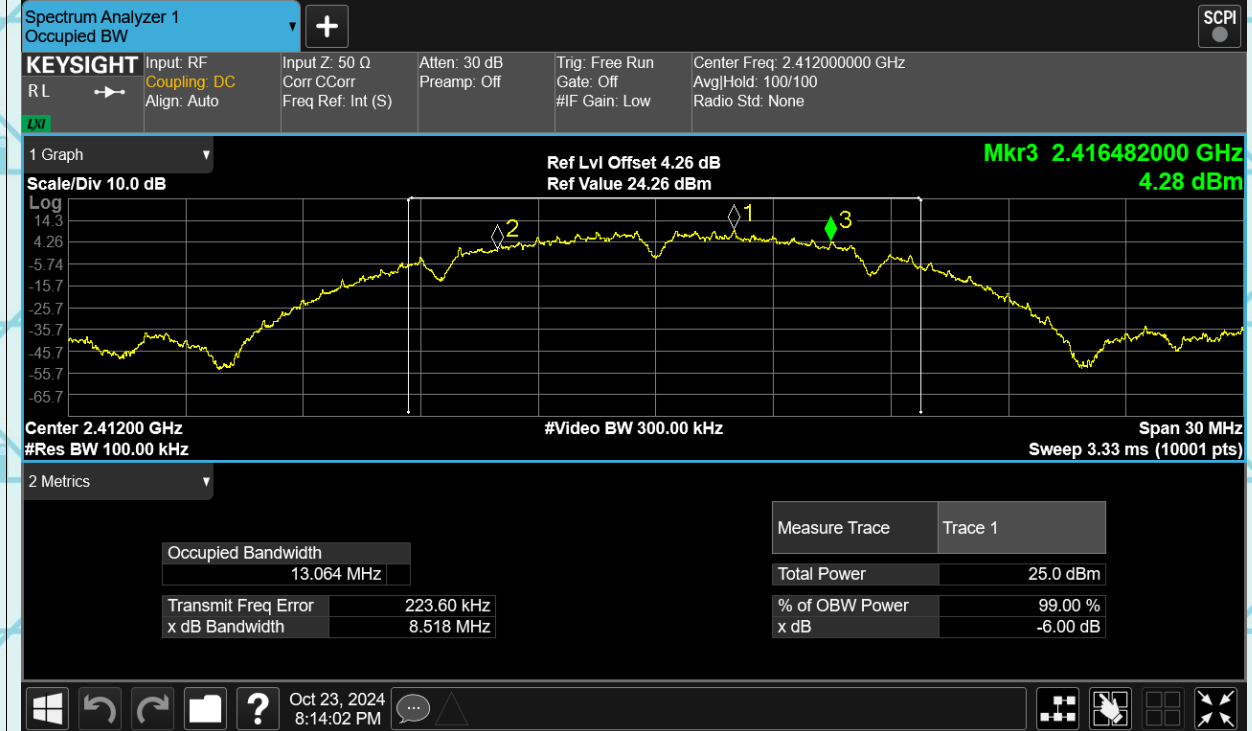 Spectrum Analyzer 1
Occupied BW
▼
+
SCPI
KEYSIGHT
R L
LXI
Input: RF
Coupling: DC
Align: Auto
Input Z: 50 Ω
Corr CCorr
Freq Ref: Int (S)
Atten: 30 dB
Preamp: Off
Trig: Free Run
Gate: Off
#IF Gain: Low
Center Freq: 2.412000000 GHz
Avg|Hold: 100/100
Radio Std: None
1 Graph ▼
Scale/Div 10.0 dB
Ref Lvl Offset 4.26 dB
Ref Value 24.26 dBm
Mkr3 2.416482000 GHz
4.28 dBm
Log
14.3
4.26
-5.74
-15.7
-25.7
-35.7
-45.7
-55.7
-65.7
2
1
3
Center 2.41200 GHz
#Video BW 300.00 kHz
Span 30 MHz
#Res BW 100.00 kHz
Sweep 3.33 ms (10001 pts)
2 Metrics ▼
Measure Trace Trace 1
Occupied Bandwidth
13.064 MHz
Total Power 25.0 dBm
Transmit Freq Error 223.60 kHz
% of OBW Power 99.00 %
x dB Bandwidth 8.518 MHz
x dB -6.00 dB
?
Oct 23, 2024
8:14:02 PM